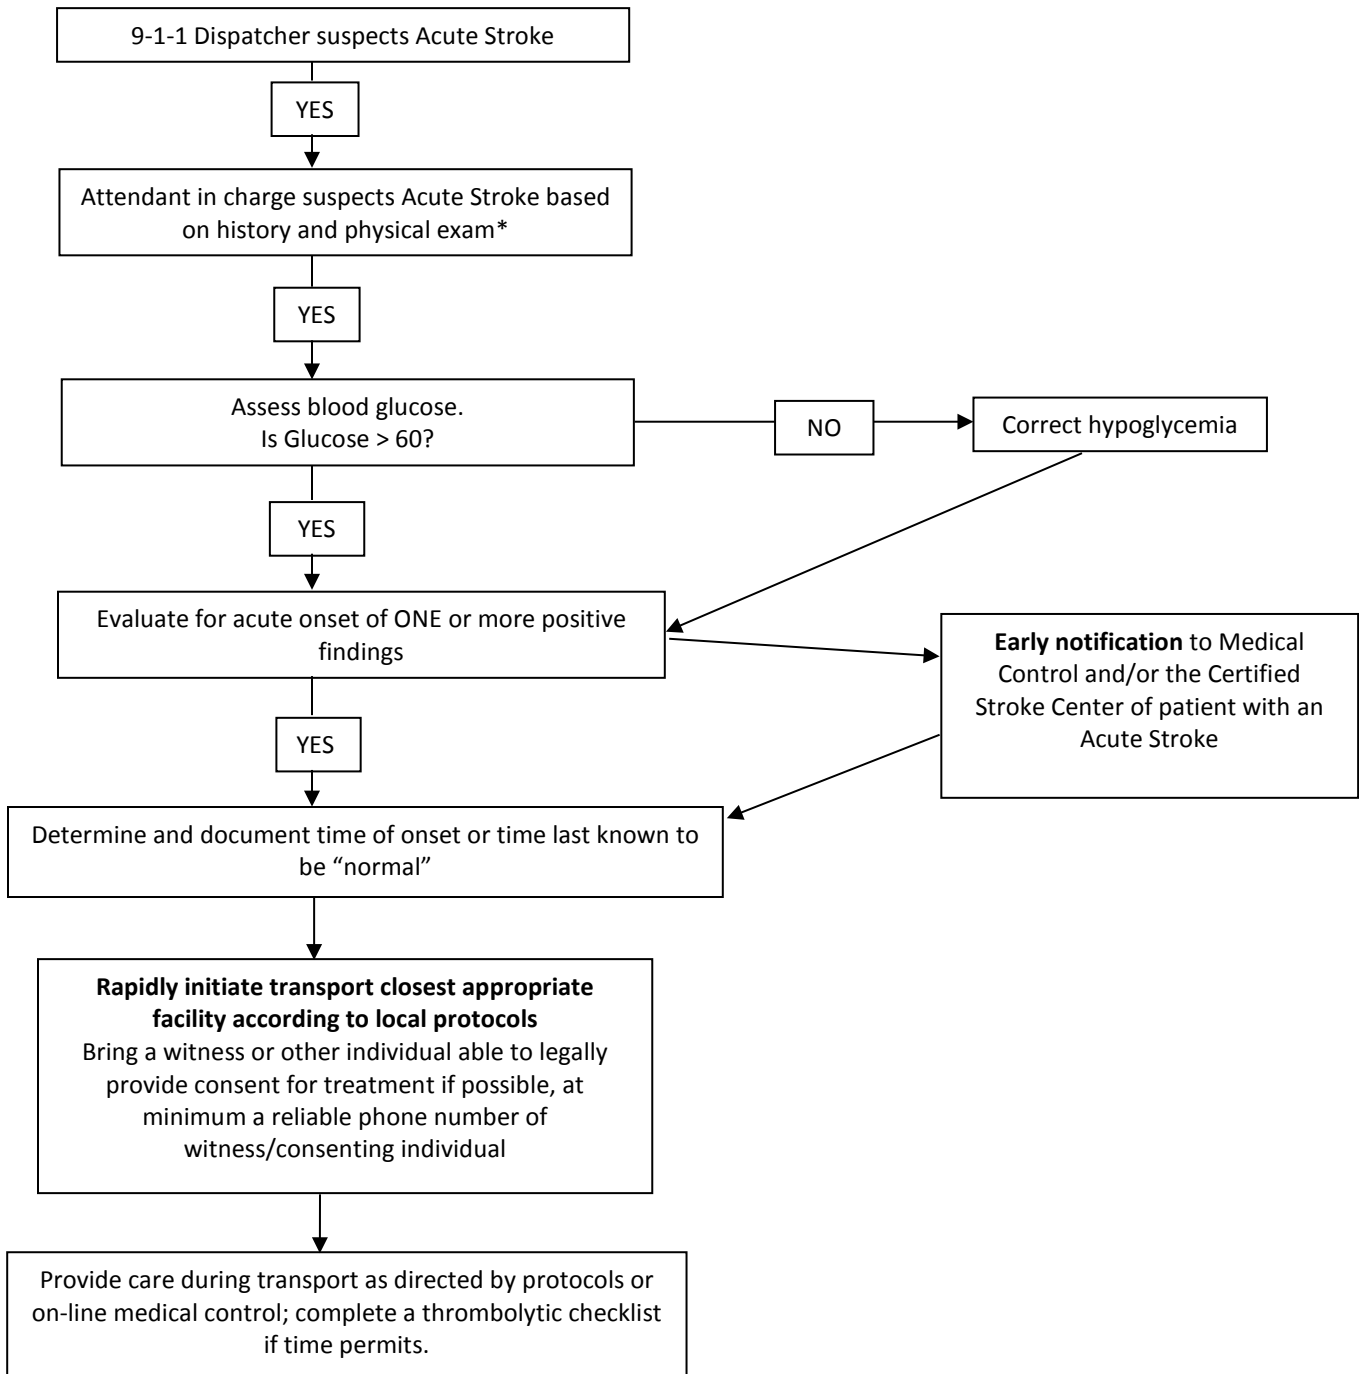 9-1-1 Dispatcher suspects Acute Stroke
YES
Attendant in charge suspects Acute Stroke based
on history and physical exam*
YES
Assess blood glucose.
Is Glucose > 60?
NO
Correct hypoglycemia
YES
Evaluate for acute onset of ONE or more positive
findings
Early notification to Medical
Control and/or the Certified
Stroke Center of patient with an
Acute Stroke
YES
Determine and document time of onset or time last known to
be “normal”
Rapidly initiate transport closest appropriate
facility according to local protocols
Bring a witness or other individual able to legally
provide consent for treatment if possible, at
minimum a reliable phone number of
witness/consenting individual
Provide care during transport as directed by protocols or
on-line medical control; complete a thrombolytic checklist
if time permits.